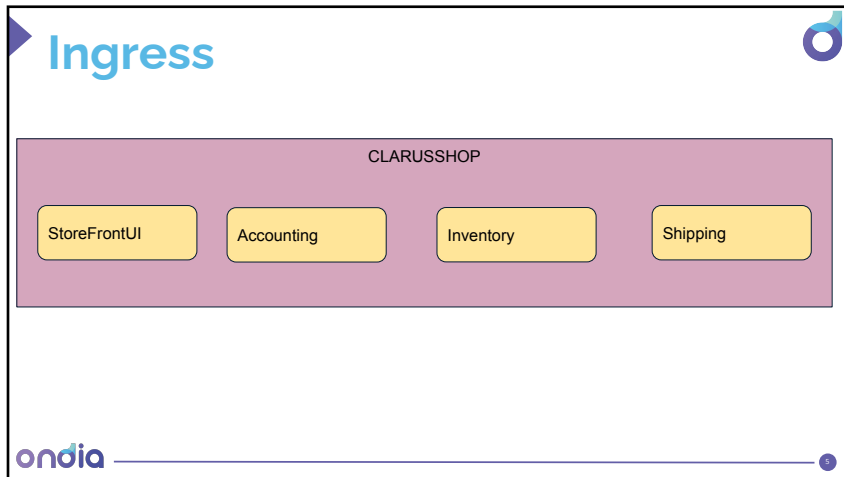 Ingress
CLARUSSHOP
StoreFrontUI
Accounting
Inventory
Shipping
ondia
5